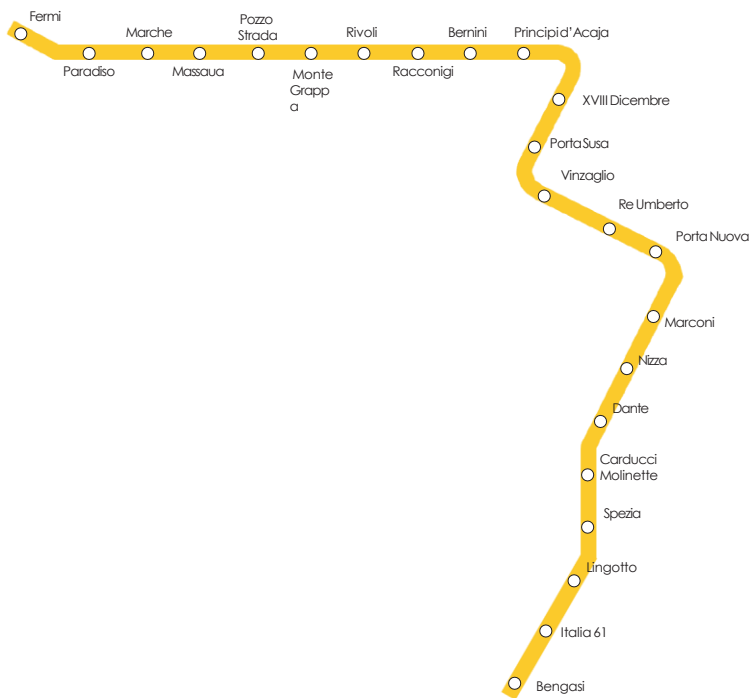 Fermi
Paradiso
Marche
Massaua
Pozzo
Strada
Monte
Grapp
a
Rivoli
Racconigi
Bernini
Principi d'Acaja
XVIII Dicembre
Porta Susa
Vinzaglio
Re Umberto
Porta Nuova
Marconi
Nizza
Dante
Carducci
Molinette
Spezia
Lingotto
Italia 61
Bengasi